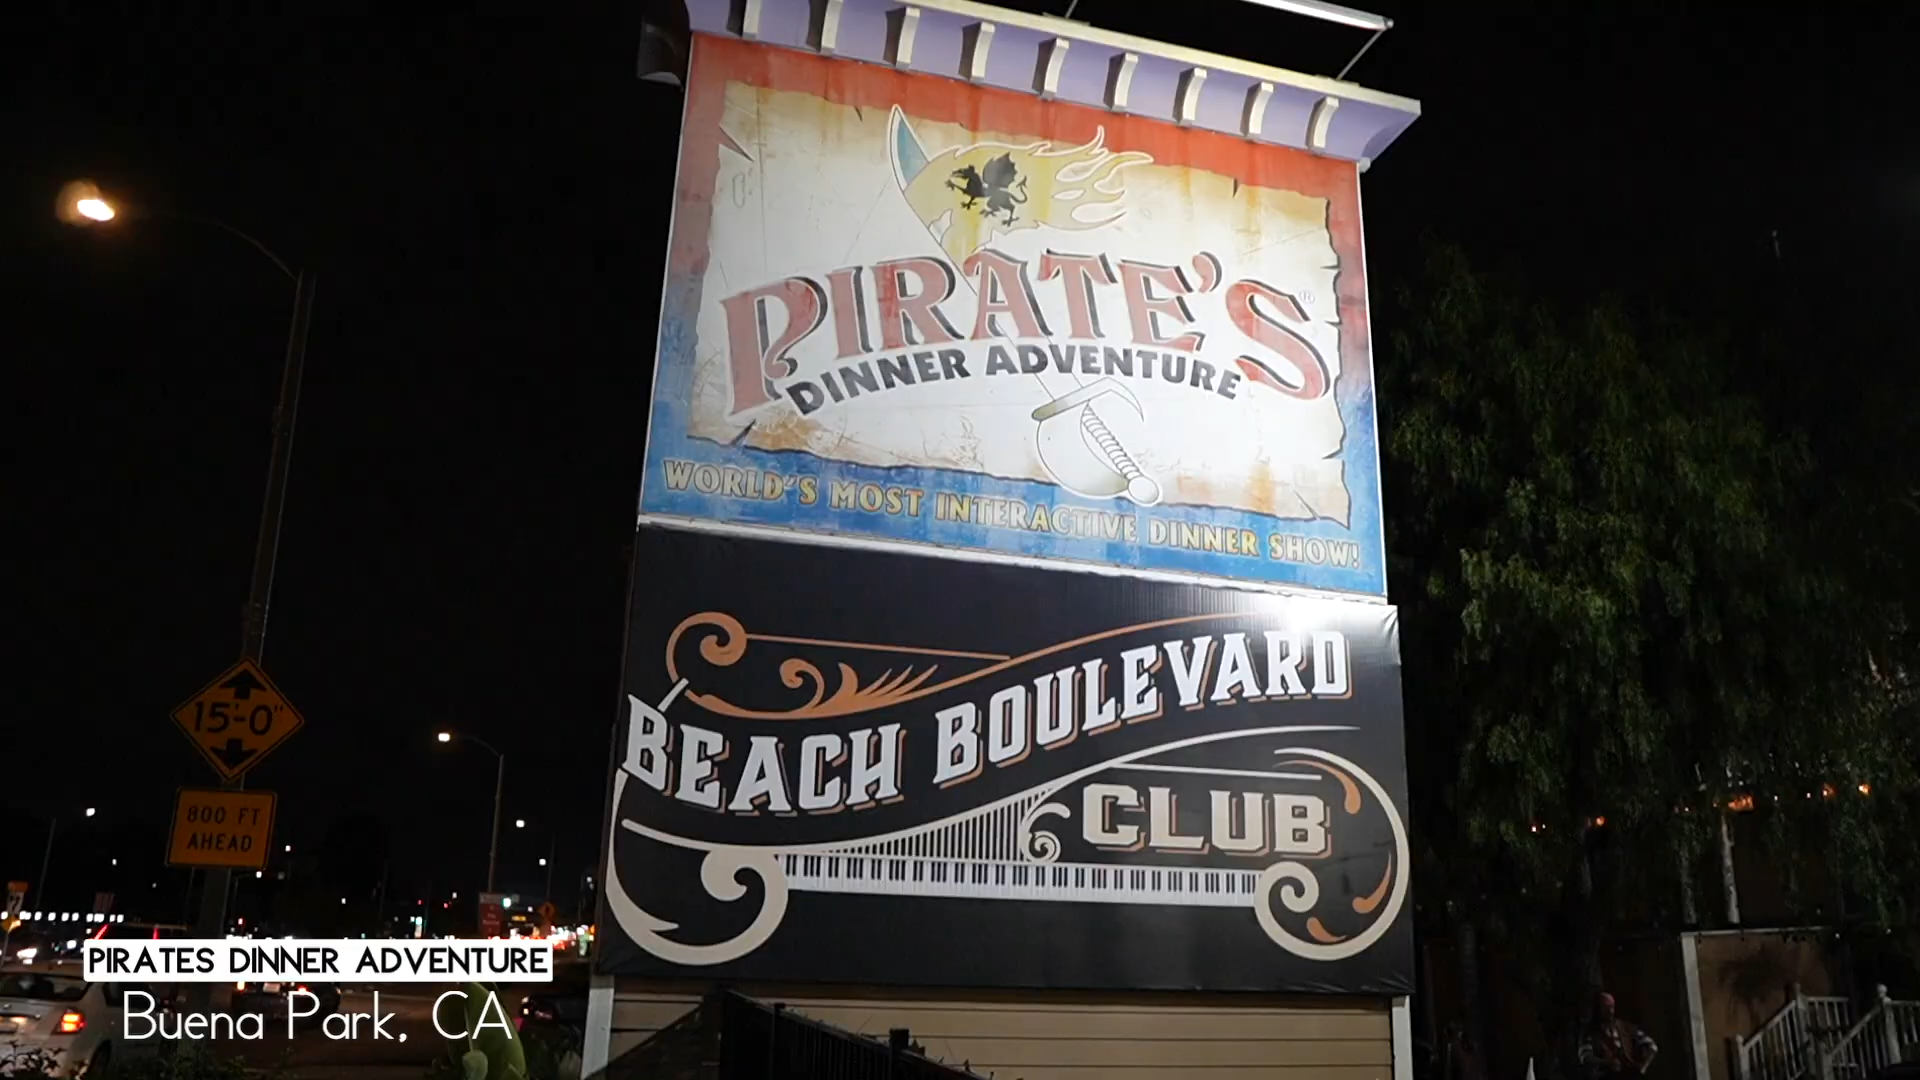 PIRATE'S®
DINNER ADVENTURE
WORLD'S MOST INTERACTIVE DINNER SHOW!
BEACH BOULEVARD
CLUB
15'-0"
800 FT
AHEAD
PIRATES DINNER ADVENTURE
Buena Park, CA